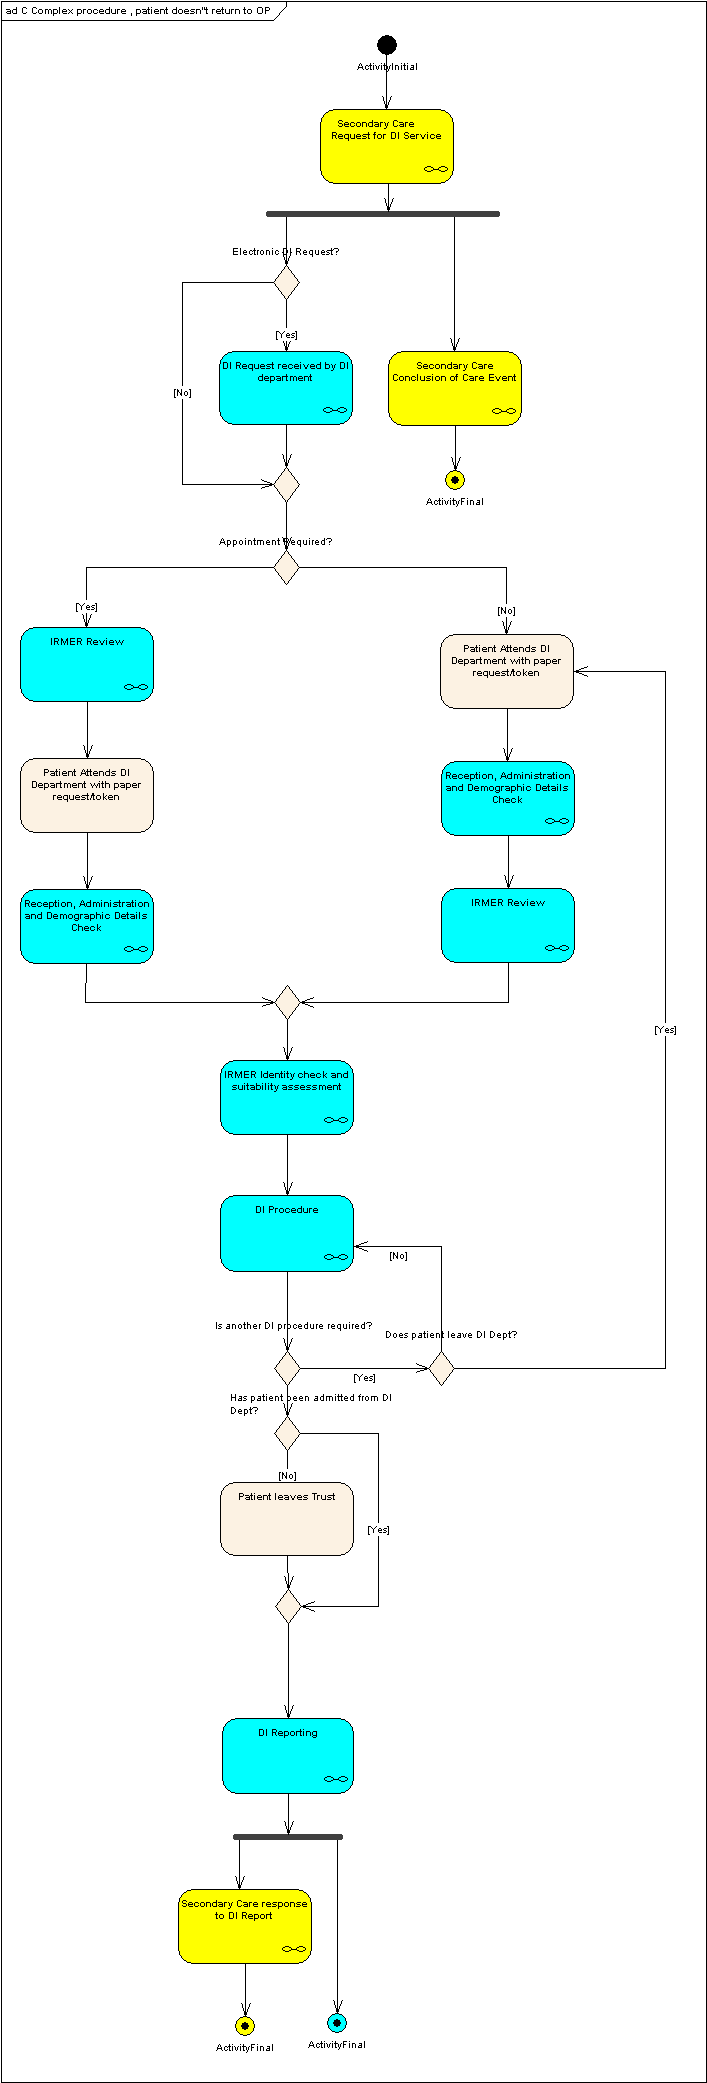 ad C Complex procedure , patient doesn"t return to OP
ActivityInitial
Secondary Care
Request for DI Service
Electronic DI Request?
[Yes]
DI Request received by DI
department
Secondary Care
Conclusion of Care Event
[No]
ActivityFinal
Appointment Required?
[Yes]
[No]
IRMER Review
Patient Attends DI
Department with paper
request/token
Patient Attends DI
Department with paper
request/token
Reception, Administration
and Demographic Details
Check
Reception, Administration
and Demographic Details
Check
IRMER Review
[Yes]
IRMER Identity check and
suitability assessment
DI Procedure
[No]
Is another DI procedure required?
Does patient leave DI Dept?
[Yes]
Has patient been admitted from DI
Dept?
[No]
Patient leaves Trust
[Yes]
DI Reporting
Secondary Care response
to DI Report
ActivityFinal
ActivityFinal